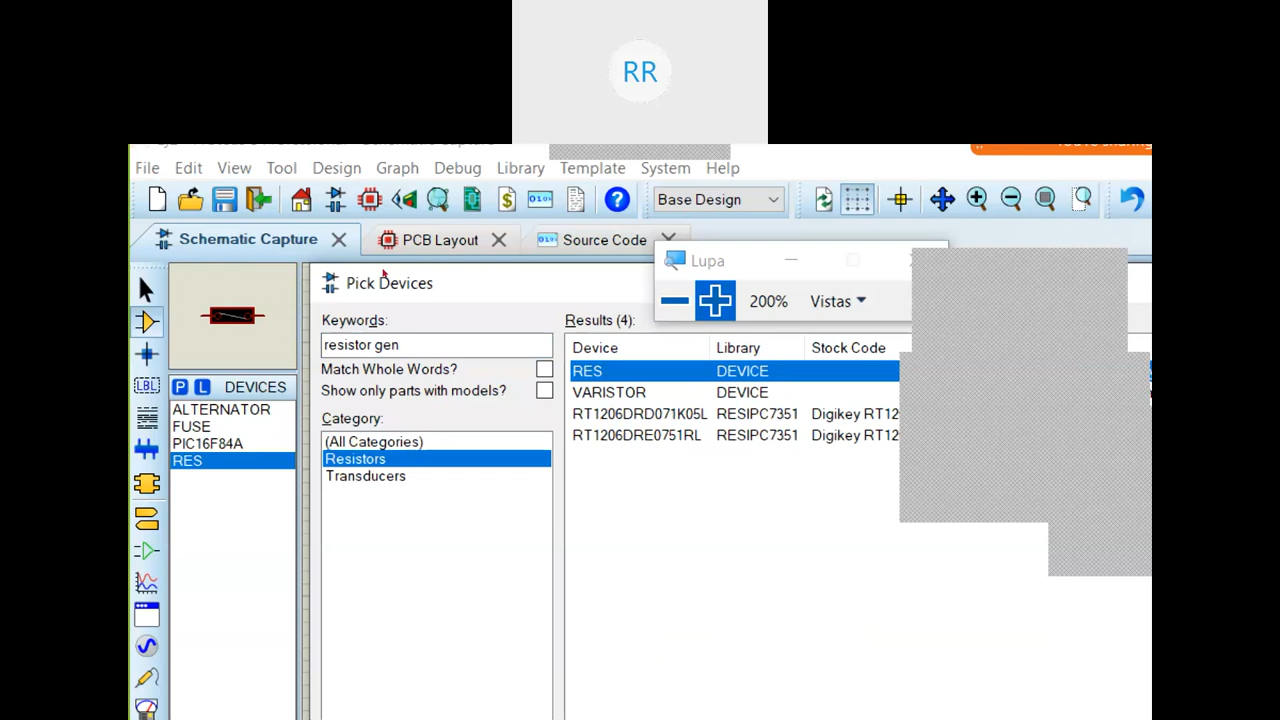 RR
File Edit View Tool Design Graph Debug Library Template System Help
Base Design
Schematic Capture PCB Layout Source Code
Lupa
200% Vistas
Pick Devices
Keywords:
resistor gen
Match Whole Words?
Show only parts with models?
Category:
(All Categories)
Resistors
Transducers
Results (4):
Device Library Stock Code
RES DEVICE
VARISTOR DEVICE
RT1206DRD071K05L RESIPC7351 Digikey RT12
RT1206DRE0751RL RESIPC7351 Digikey RT12
P L DEVICES
ALTERNATOR
FUSE
PIC16F84A
RES
LBL